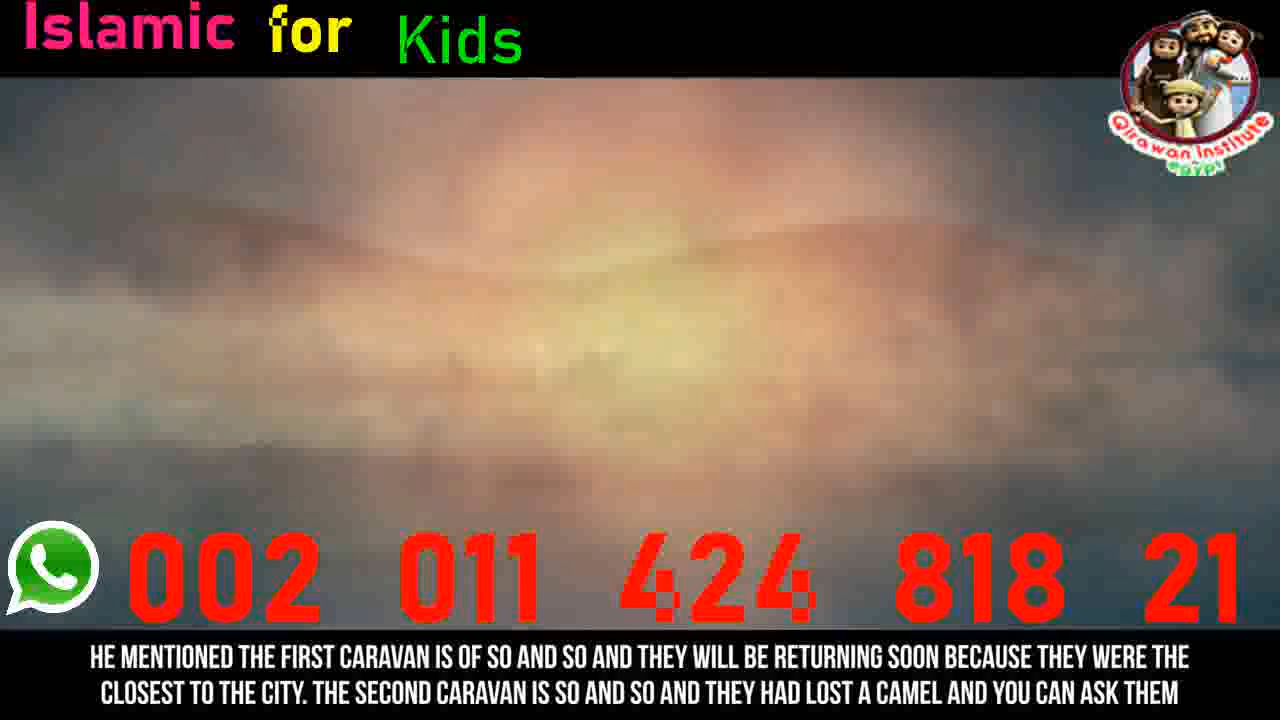 Islamic for Kids
Qirawan Institute
egypt
002 011 424 818 21
HE MENTIONED THE FIRST CARAVAN IS OF SO AND SO AND THEY WILL BE RETURNING SOON BECAUSE THEY WERE THE
CLOSEST TO THE CITY. THE SECOND CARAVAN IS SO AND SO AND THEY HAD LOST A CAMEL AND YOU CAN ASK THEM